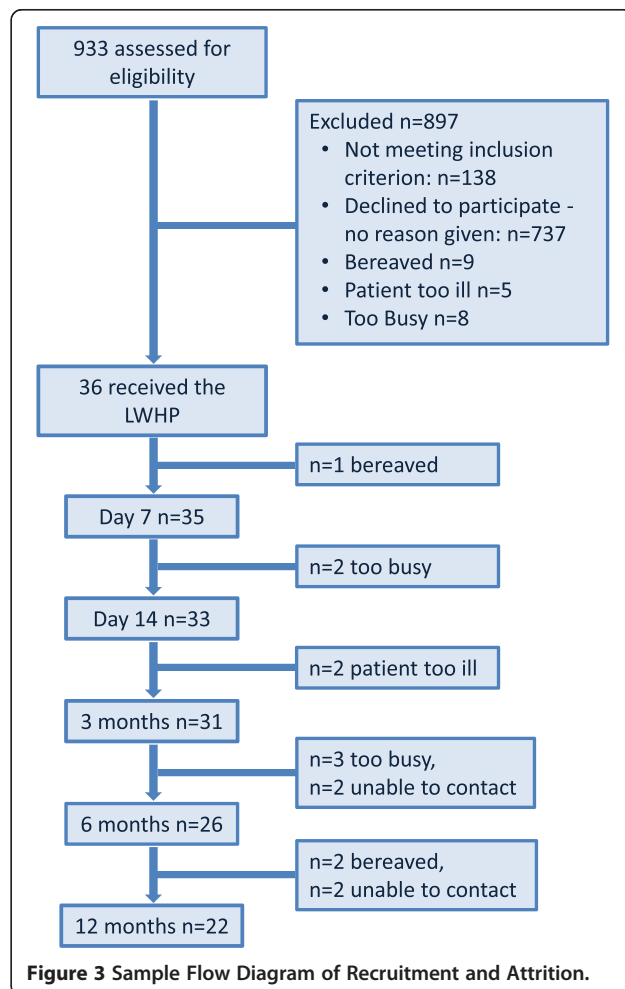 933 assessed for
eligibility
Excluded n=897
• Not meeting inclusion
criterion: n=138
• Declined to participate -
no reason given: n=737
• Bereaved n=9
• Patient too ill n=5
• Too Busy n=8
36 received the
LWHP
n=1 bereaved
Day 7 n=35
n=2 too busy
Day 14 n=33
n=2 patient too ill
3 months n=31
n=3 too busy,
n=2 unable to contact
6 months n=26
n=2 bereaved,
n=2 unable to contact
12 months n=22
Figure 3 Sample Flow Diagram of Recruitment and Attrition.